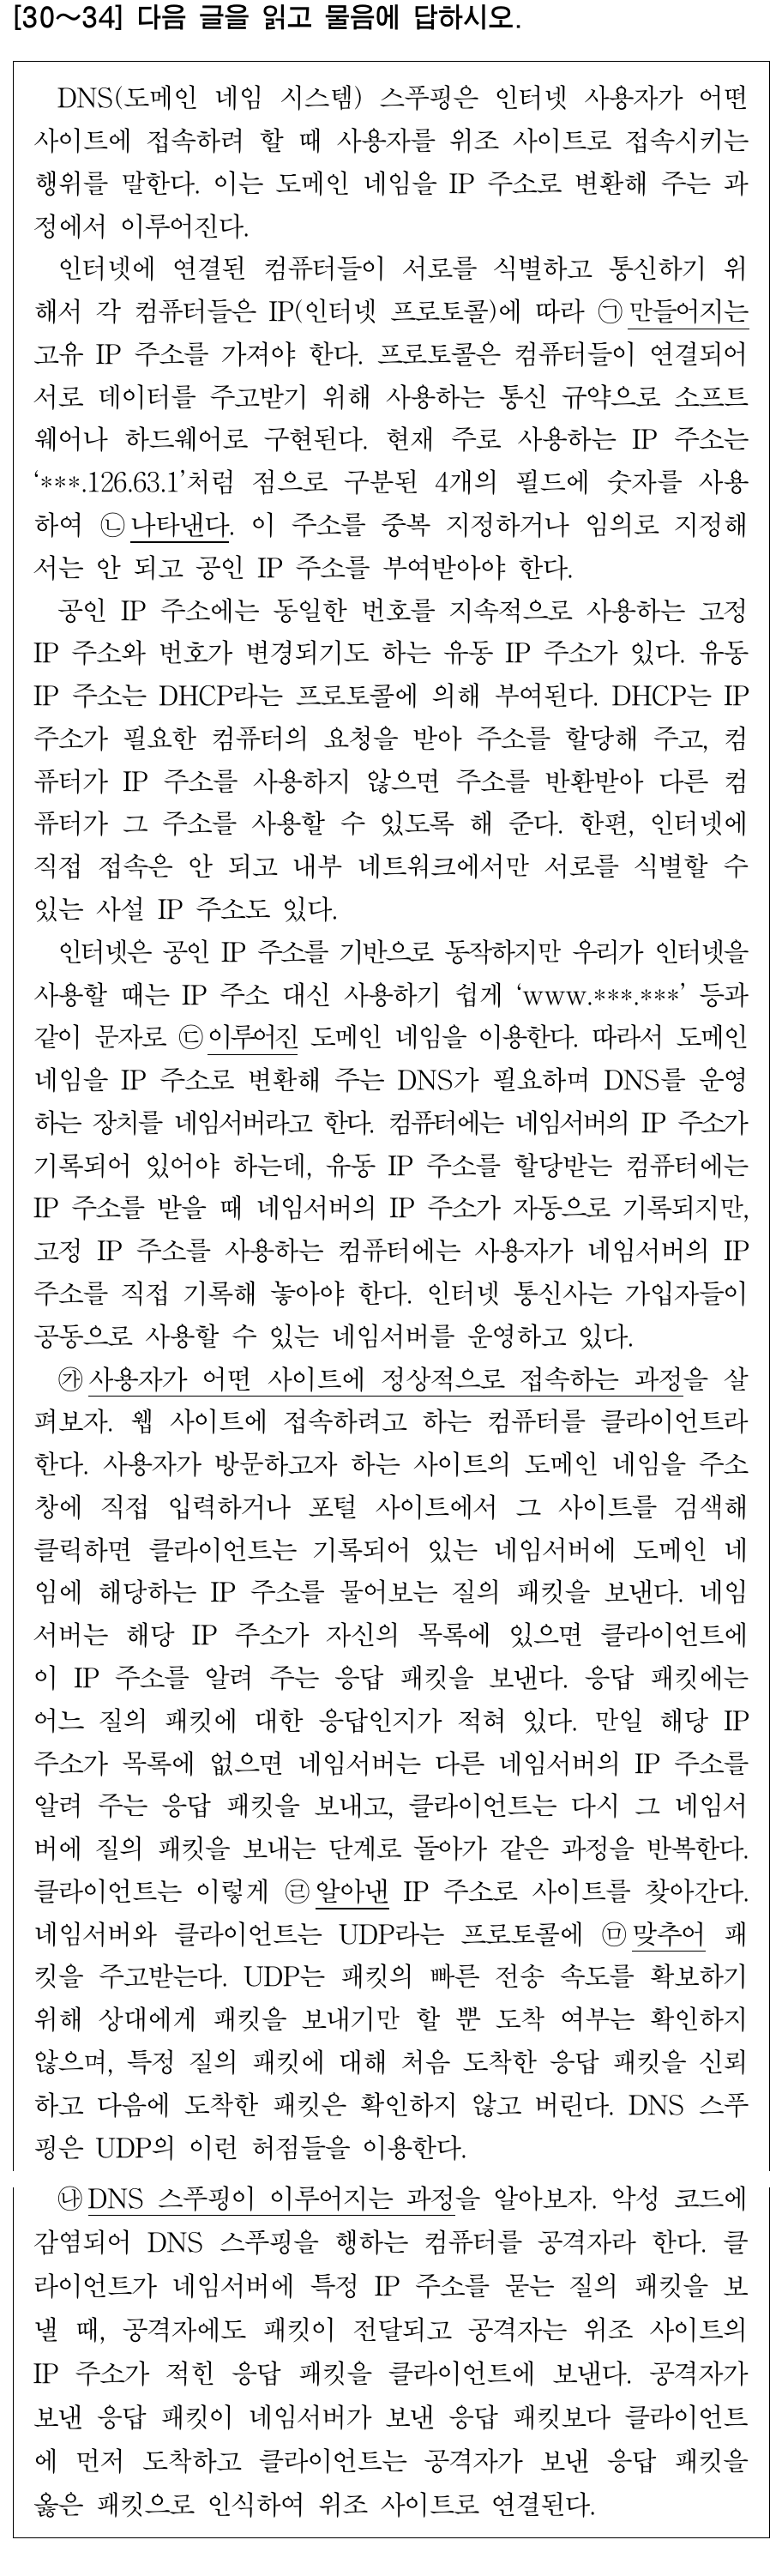 [30～34] 다음 글을 읽고 물음에 답하시오.
DNS(도메인 네임 시스템) 스푸핑은 인터넷 사용자가 어떤
사이트에 접속하려 할 때 사용자를 위조 사이트로 접속시키는
행위를 말한다. 이는 도메인 네임을 IP 주소로 변환해 주는 과
정에서 이루어진다.
인터넷에 연결된 컴퓨터들이 서로를 식별하고 통신하기 위
해서 각 컴퓨터들은 IP(인터넷 프로토콜)에 따라 ㉠만들어지는
고유 IP 주소를 가져야 한다. 프로토콜은 컴퓨터들이 연결되어
서로 데이터를 주고받기 위해 사용하는 통신 규약으로 소프트
웨어나 하드웨어로 구현된다. 현재 주로 사용하는 IP 주소는
‘***.126.63.1’처럼 점으로 구분된 4개의 필드에 숫자를 사용
하여 ㉡나타낸다. 이 주소를 중복 지정하거나 임의로 지정해
서는 안 되고 공인 IP 주소를 부여받아야 한다.
공인 IP 주소에는 동일한 번호를 지속적으로 사용하는 고정
IP 주소와 번호가 변경되기도 하는 유동 IP 주소가 있다. 유동
IP 주소는 DHCP라는 프로토콜에 의해 부여된다. DHCP는 IP
주소가 필요한 컴퓨터의 요청을 받아 주소를 할당해 주고, 컴
퓨터가 IP 주소를 사용하지 않으면 주소를 반환받아 다른 컴
퓨터가 그 주소를 사용할 수 있도록 해 준다. 한편, 인터넷에
직접 접속은 안 되고 내부 네트워크에서만 서로를 식별할 수
있는 사설 IP 주소도 있다.
인터넷은 공인 IP 주소를 기반으로 동작하지만 우리가 인터넷을
사용할 때는 IP 주소 대신 사용하기 쉽게 ‘www.***.***’ 등과
같이 문자로 ㉢이루어진 도메인 네임을 이용한다. 따라서 도메인
네임을 IP 주소로 변환해 주는 DNS가 필요하며 DNS를 운영
하는 장치를 네임서버라고 한다. 컴퓨터에는 네임서버의 IP 주소가
기록되어 있어야 하는데, 유동 IP 주소를 할당받는 컴퓨터에는
IP 주소를 받을 때 네임서버의 IP 주소가 자동으로 기록되지만,
고정 IP 주소를 사용하는 컴퓨터에는 사용자가 네임서버의 IP
주소를 직접 기록해 놓아야 한다. 인터넷 통신사는 가입자들이
공동으로 사용할 수 있는 네임서버를 운영하고 있다.
㉮사용자가 어떤 사이트에 정상적으로 접속하는 과정을 살
펴보자. 웹 사이트에 접속하려고 하는 컴퓨터를 클라이언트라
한다. 사용자가 방문하고자 하는 사이트의 도메인 네임을 주소
창에 직접 입력하거나 포털 사이트에서 그 사이트를 검색해
클릭하면 클라이언트는 기록되어 있는 네임서버에 도메인 네
임에 해당하는 IP 주소를 물어보는 질의 패킷을 보낸다. 네임
서버는 해당 IP 주소가 자신의 목록에 있으면 클라이언트에
이 IP 주소를 알려 주는 응답 패킷을 보낸다. 응답 패킷에는
어느 질의 패킷에 대한 응답인지가 적혀 있다. 만일 해당 IP
주소가 목록에 없으면 네임서버는 다른 네임서버의 IP 주소를
알려 주는 응답 패킷을 보내고, 클라이언트는 다시 그 네임서
버에 질의 패킷을 보내는 단계로 돌아가 같은 과정을 반복한다.
클라이언트는 이렇게 ㉣알아낸 IP 주소로 사이트를 찾아간다.
네임서버와 클라이언트는 UDP라는 프로토콜에 ㉤맞추어 패
킷을 주고받는다. UDP는 패킷의 빠른 전송 속도를 확보하기
위해 상대에게 패킷을 보내기만 할 뿐 도착 여부는 확인하지
않으며, 특정 질의 패킷에 대해 처음 도착한 응답 패킷을 신뢰
하고 다음에 도착한 패킷은 확인하지 않고 버린다. DNS 스푸
핑은 UDP의 이런 허점들을 이용한다.
㉯DNS 스푸핑이 이루어지는 과정을 알아보자. 악성 코드에
감염되어 DNS 스푸핑을 행하는 컴퓨터를 공격자라 한다. 클
라이언트가 네임서버에 특정 IP 주소를 묻는 질의 패킷을 보
낼 때, 공격자에도 패킷이 전달되고 공격자는 위조 사이트의
IP 주소가 적힌 응답 패킷을 클라이언트에 보낸다. 공격자가
보낸 응답 패킷이 네임서버가 보낸 응답 패킷보다 클라이언트
에 먼저 도착하고 클라이언트는 공격자가 보낸 응답 패킷을
옳은 패킷으로 인식하여 위조 사이트로 연결된다.